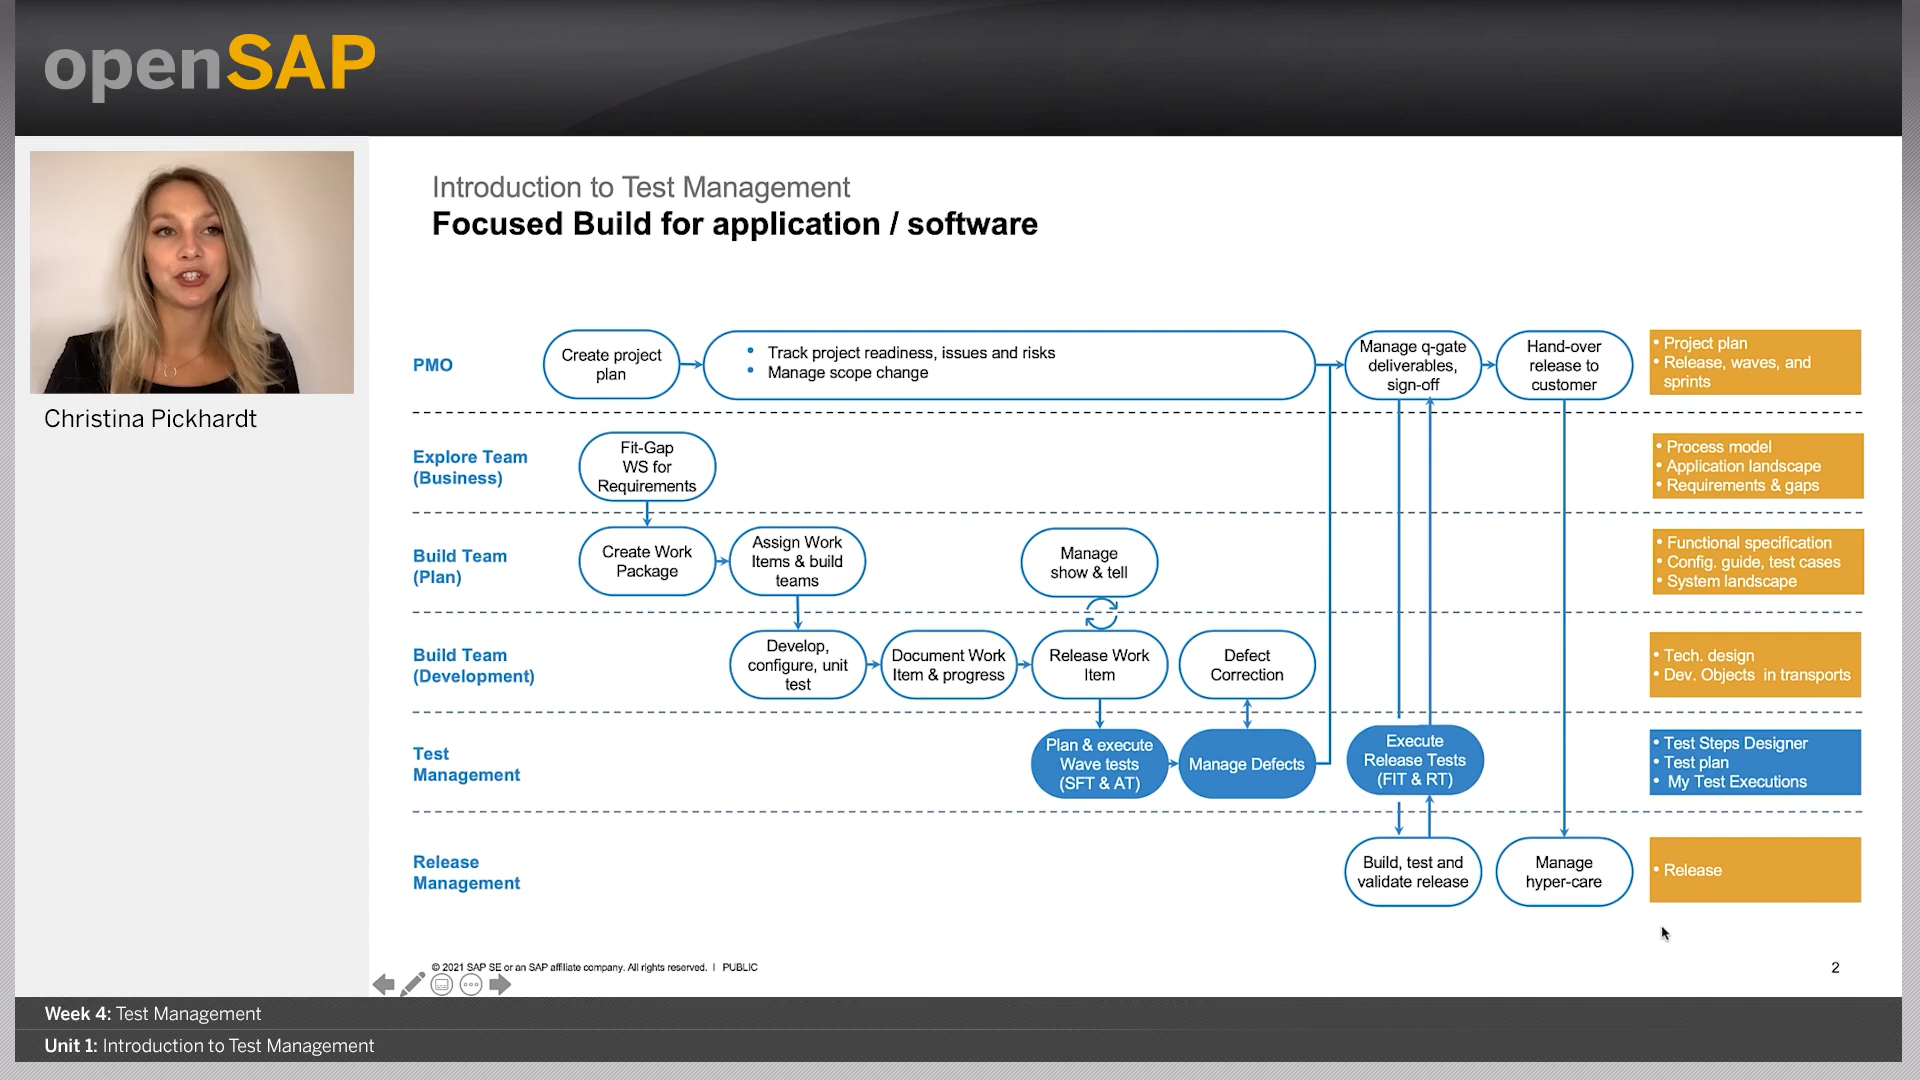 openSAP
Christina Pickhardt
Introduction to Test Management
Focused Build for application / software
PMO
Create project
plan
• Track project readiness, issues and risks
• Manage scope change
Manage q-gate
deliverables,
sign-off
Hand-over
release to
customer
• Project plan
• Release, waves, and
sprints
Explore Team
(Business)
Fit-Gap
WS for
Requirements
• Process model
• Application landscape
• Requirements & gaps
Build Team
(Plan)
Create Work
Package
Assign Work
Items & build
teams
Manage
show & tell
• Functional specification
• Config. guide, test cases
• System landscape
Build Team
(Development)
Develop,
configure, unit
test
Document Work
Item & progress
Release Work
Item
Defect
Correction
• Tech. design
• Dev. Objects in transports
Test
Management
Plan & execute
Wave tests
(SFT & AT)
Manage Defects
Execute
Release Tests
(FIT & RT)
• Test Steps Designer
• Test plan
• My Test Executions
Release
Management
Build, test and
validate release
Manage
hyper-care
• Release
© 2021 SAP SE or an SAP affiliate company. All rights reserved. | PUBLIC
2
Week 4: Test Management
Unit 1: Introduction to Test Management